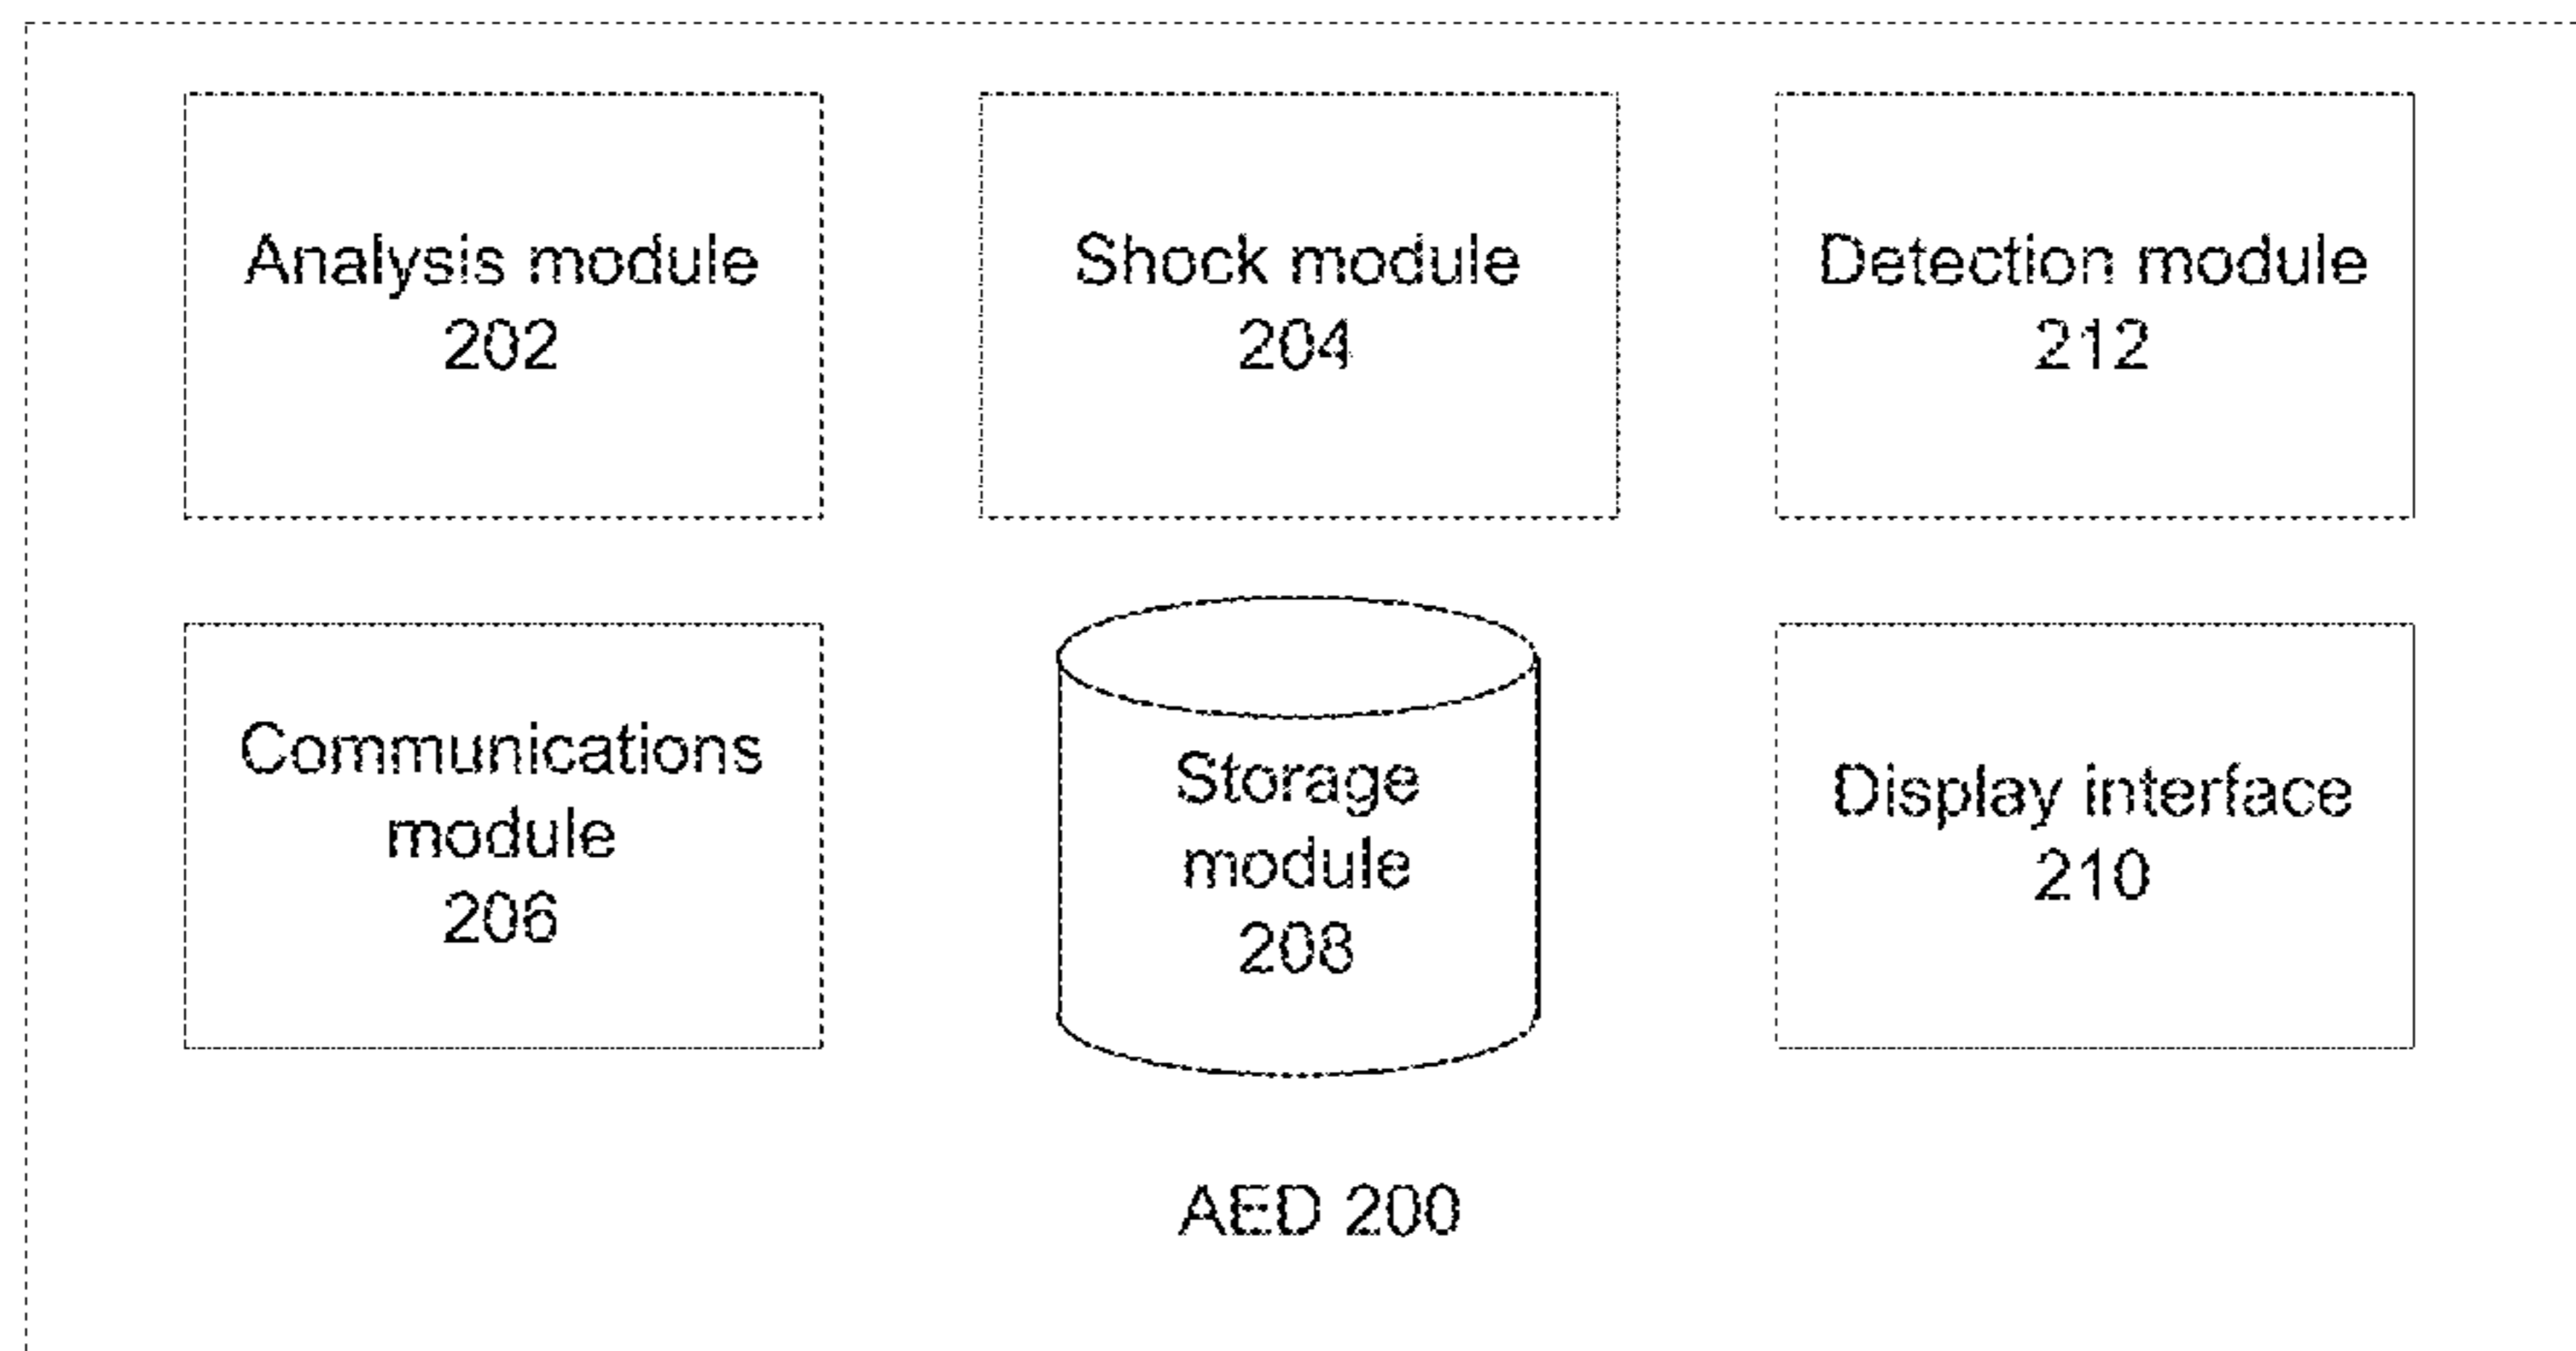 Analysis module
202
Shock module
204
Detection module
212
Communications
module
206
Storage
module
208
Display interface
210
AED 200